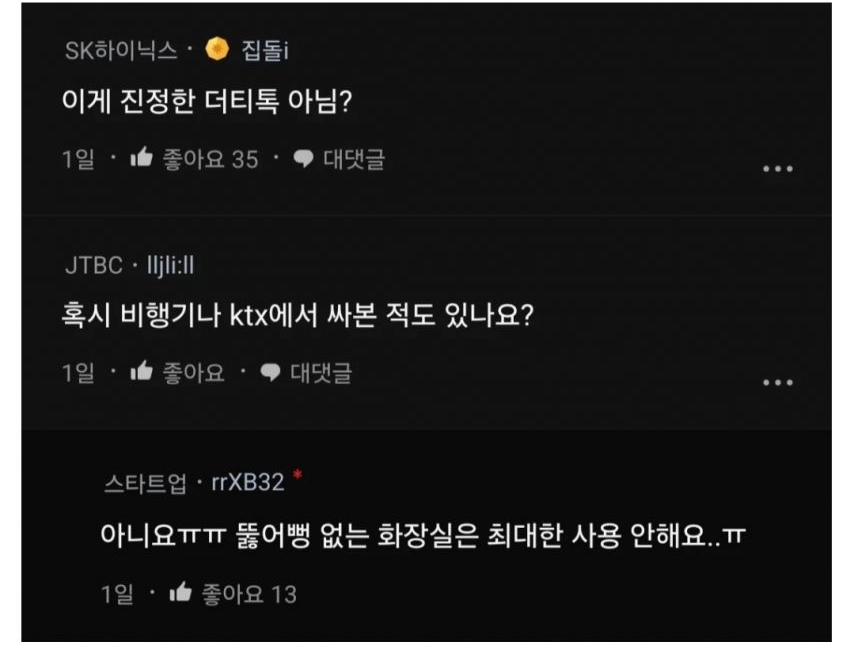 SK하이닉스 · 집돌i
이게 진정한 더티톡 아님?
1일 · 좋아요 35 · 대댓글
JTBC · lljli:ll
혹시 비행기나 ktx에서 싸본 적도 있나요?
1일 · 좋아요 · 대댓글
스타트업 · rrXB32 *
아니요ㅠㅠ 뚫어뻥 없는 화장실은 최대한 사용 안해요..ㅠ
1일 · 좋아요 13